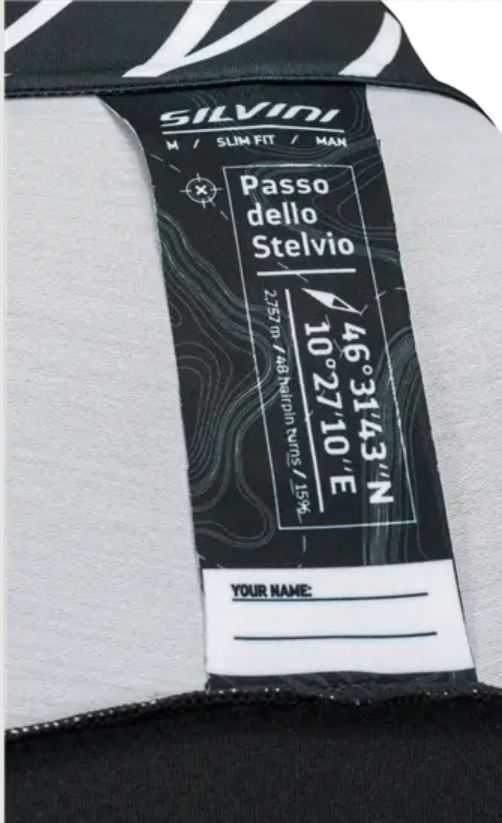 SILVINI
M / SLIM FIT / MAN
Passo
dello
Stelvio
46°31'43''N
10°27'10''E
2.757 m / 48 hairpin turns / 15%
YOUR NAME: